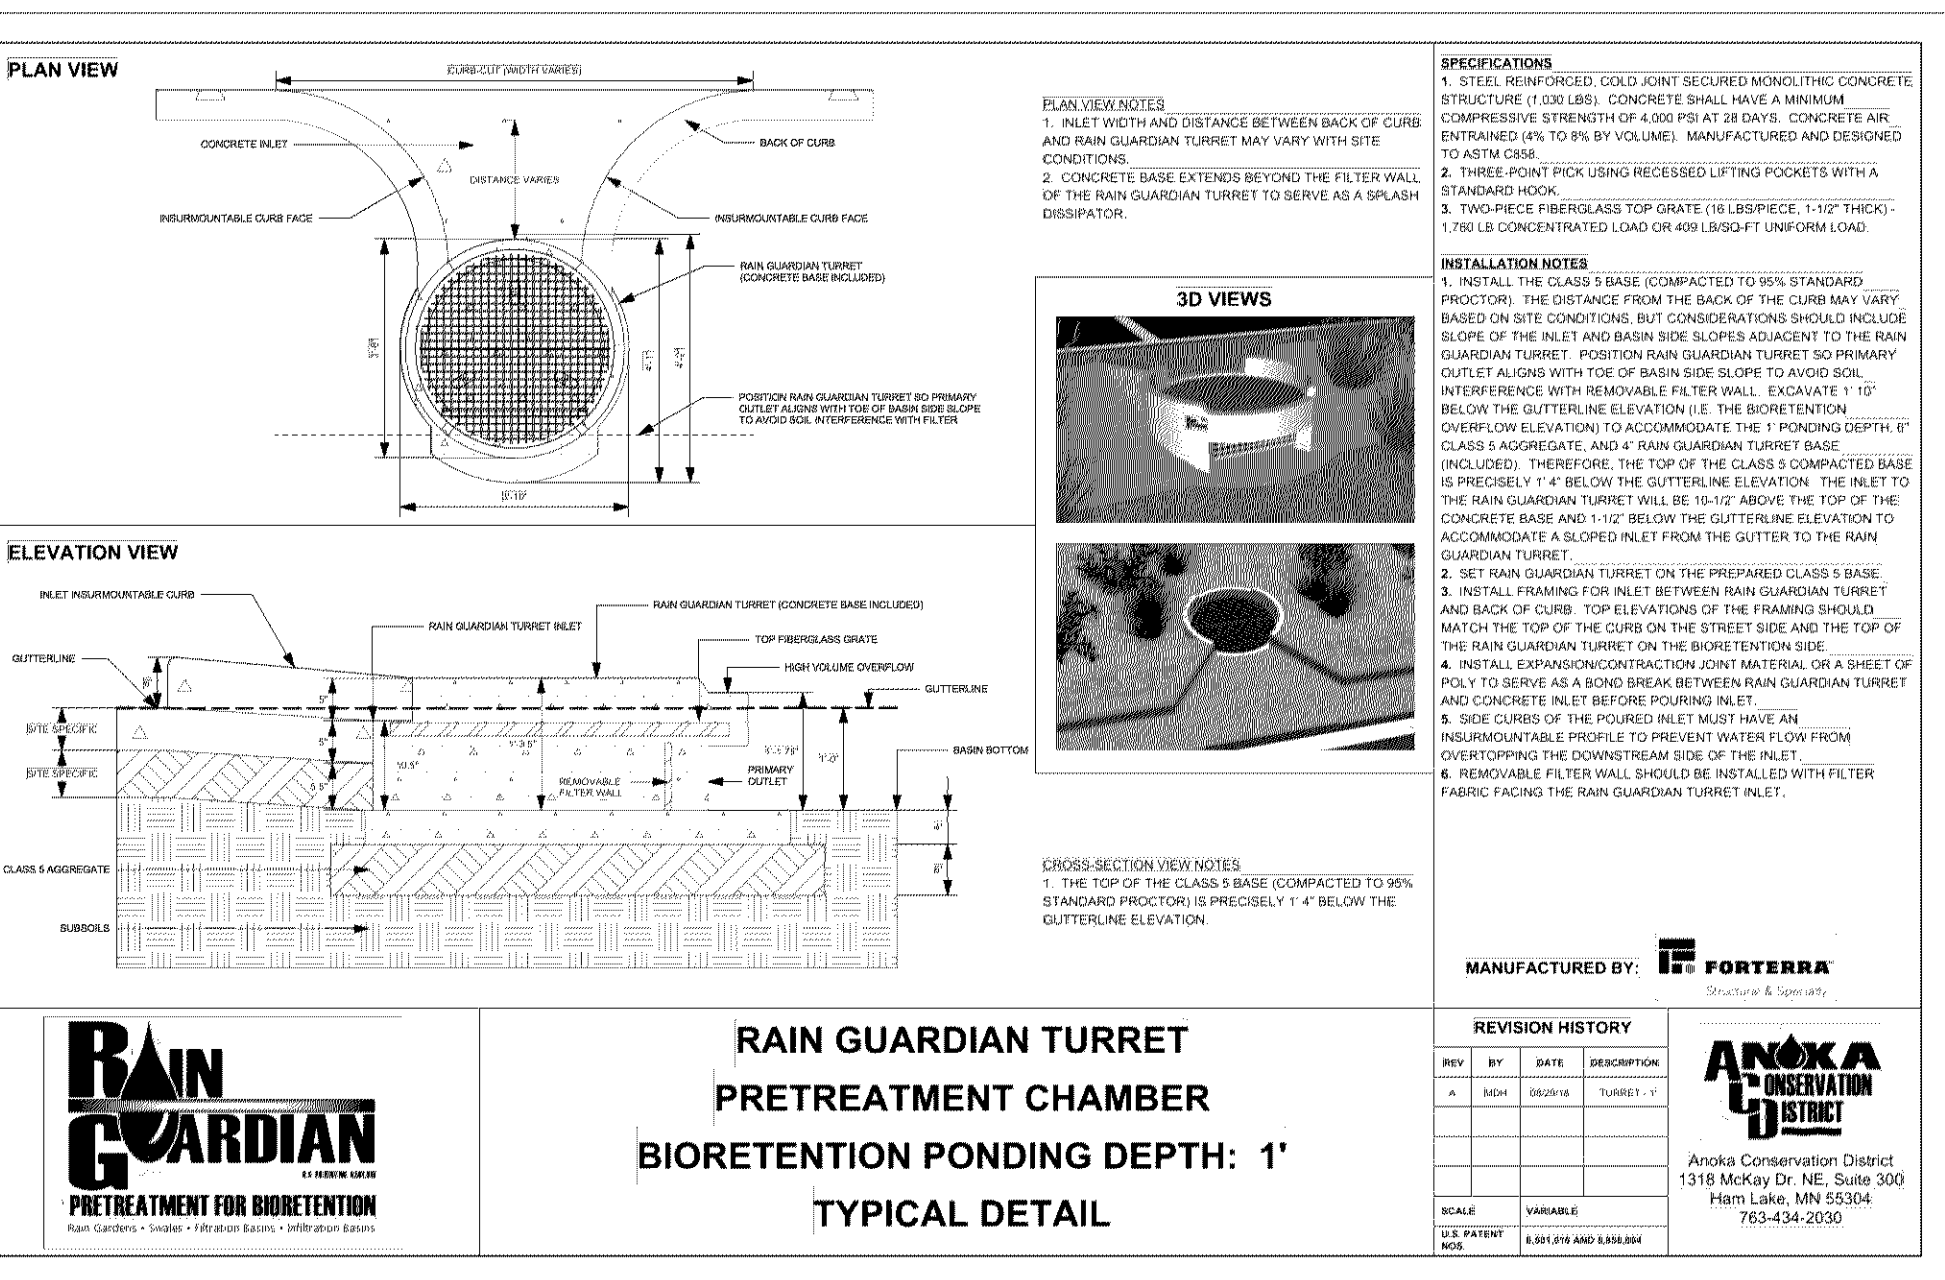 PLAN VIEW
CURB-CUT (WIDTH VARIES)
CONCRETE INLET
BACK OF CURB
DISTANCE VARIES
INSURMOUNTABLE CURB FACE
INSURMOUNTABLE CURB FACE
RAIN GUARDIAN TURRET
(CONCRETE BASE INCLUDED)
POSITION RAIN GUARDIAN TURRET SO PRIMARY
OUTLET ALIGNS WITH TOE OF BASIN SIDE SLOPE
TO AVOID SOIL INTERFERENCE WITH FILTER
PLAN VIEW NOTES
1. INLET WIDTH AND DISTANCE BETWEEN BACK OF CURB
AND RAIN GUARDIAN TURRET MAY VARY WITH SITE
CONDITIONS.
2. CONCRETE BASE EXTENDS BEYOND THE FILTER WALL
OF THE RAIN GUARDIAN TURRET TO SERVE AS A SPLASH
DISSIPATOR.
3D VIEWS
ELEVATION VIEW
INLET INSURMOUNTABLE CURB
RAIN GUARDIAN TURRET (CONCRETE BASE INCLUDED)
RAIN GUARDIAN TURRET INLET
TOP FIBERGLASS GRATE
GUTTERLINE
HIGH VOLUME OVERFLOW
GUTTERLINE
5"
SITE SPECIFIC
5"
1'-3.5"
1'-1.75"
1'-0"
BASIN BOTTOM
SITE SPECIFIC
10.5"
REMOVABLE
FILTER WALL
PRIMARY
OUTLET
CLASS 5 AGGREGATE
SUBSOILS
CROSS-SECTION VIEW NOTES
1. THE TOP OF THE CLASS 5 BASE (COMPACTED TO 95%
STANDARD PROCTOR) IS PRECISELY 1' 4" BELOW THE
GUTTERLINE ELEVATION.
SPECIFICATIONS
1. STEEL REINFORCED, COLD JOINT SECURED MONOLITHIC CONCRETE
STRUCTURE (1,030 LBS). CONCRETE SHALL HAVE A MINIMUM
COMPRESSIVE STRENGTH OF 4,000 PSI AT 28 DAYS. CONCRETE AIR
ENTRAINED (4% TO 8% BY VOLUME). MANUFACTURED AND DESIGNED
TO ASTM C858.
2. THREE-POINT PICK USING RECESSED LIFTING POCKETS WITH A
STANDARD HOOK.
3. TWO-PIECE FIBERGLASS TOP GRATE (16 LBS/PIECE, 1-1/2" THICK) -
1,760 LB CONCENTRATED LOAD OR 409 LB/SQ-FT UNIFORM LOAD.
INSTALLATION NOTES
1. INSTALL THE CLASS 5 BASE (COMPACTED TO 95% STANDARD
PROCTOR). THE DISTANCE FROM THE BACK OF THE CURB MAY VARY
BASED ON SITE CONDITIONS, BUT CONSIDERATIONS SHOULD INCLUDE
SLOPE OF THE INLET AND BASIN SIDE SLOPES ADJACENT TO THE RAIN
GUARDIAN TURRET. POSITION RAIN GUARDIAN TURRET SO PRIMARY
OUTLET ALIGNS WITH TOE OF BASIN SIDE SLOPE TO AVOID SOIL
INTERFERENCE WITH REMOVABLE FILTER WALL. EXCAVATE 1' 10"
BELOW THE GUTTERLINE ELEVATION (I.E. THE BIORETENTION
OVERFLOW ELEVATION) TO ACCOMMODATE THE 1' PONDING DEPTH, 6"
CLASS 5 AGGREGATE, AND 4" RAIN GUARDIAN TURRET BASE
(INCLUDED). THEREFORE, THE TOP OF THE CLASS 5 COMPACTED BASE
IS PRECISELY 1' 4" BELOW THE GUTTERLINE ELEVATION. THE INLET TO
THE RAIN GUARDIAN TURRET WILL BE 10-1/2" ABOVE THE TOP OF THE
CONCRETE BASE AND 1-1/2" BELOW THE GUTTERLINE ELEVATION TO
ACCOMMODATE A SLOPED INLET FROM THE GUTTER TO THE RAIN
GUARDIAN TURRET.
2. SET RAIN GUARDIAN TURRET ON THE PREPARED CLASS 5 BASE.
3. INSTALL FRAMING FOR INLET BETWEEN RAIN GUARDIAN TURRET
AND BACK OF CURB. TOP ELEVATIONS OF THE FRAMING SHOULD
MATCH THE TOP OF THE CURB ON THE STREET SIDE AND THE TOP OF
THE RAIN GUARDIAN TURRET ON THE BIORETENTION SIDE.
4. INSTALL EXPANSION/CONTRACTION JOINT MATERIAL OR A SHEET OF
POLY TO SERVE AS A BOND BREAK BETWEEN RAIN GUARDIAN TURRET
AND CONCRETE INLET BEFORE POURING INLET.
5. SIDE CURBS OF THE POURED INLET MUST HAVE AN
INSURMOUNTABLE PROFILE TO PREVENT WATER FLOW FROM
OVERTOPPING THE DOWNSTREAM SIDE OF THE INLET.
6. REMOVABLE FILTER WALL SHOULD BE INSTALLED WITH FILTER
FABRIC FACING THE RAIN GUARDIAN TURRET INLET.
MANUFACTURED BY:
FORTERRA
Structural & Specialty
RAIN
GUARDIAN
PRETREATMENT FOR BIORETENTION
Rain Gardens • Swales • Filtration Basins • Infiltration Basins
RAIN GUARDIAN TURRET
PRETREATMENT CHAMBER
BIORETENTION PONDING DEPTH: 1'
TYPICAL DETAIL
REVISION HISTORY
REV BY DATE DESCRIPTION
A MDH TURRET - 1'
SCALE VARIABLE
U.S. PATENT
NOS.
ANOKA
CONSERVATION
DISTRICT
Anoka Conservation District
1318 McKay Dr. NE, Suite 300
Ham Lake, MN 55304
763-434-2030